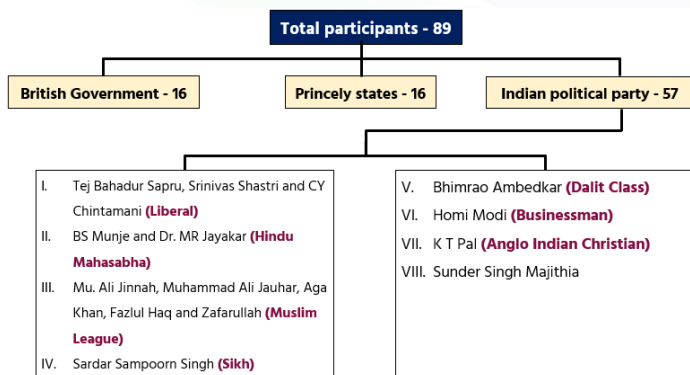 Total participants - 89
British Government - 16
Princely states - 16
Indian political party - 57
I. Tej Bahadur Sapru, Srinivas Shastri and CY
Chintamani (Liberal)
II. BS Munje and Dr. MR Jayakar (Hindu
Mahasabha)
III. Mu. Ali Jinnah, Muhammad Ali Jauhar, Aga
Khan, Fazlul Haq and Zafarullah (Muslim
League)
IV. Sardar Sampoorn Singh (Sikh)
V. Bhimrao Ambedkar (Dalit Class)
VI. Homi Modi (Businessman)
VII. K T Pal (Anglo Indian Christian)
VIII. Sunder Singh Majithia